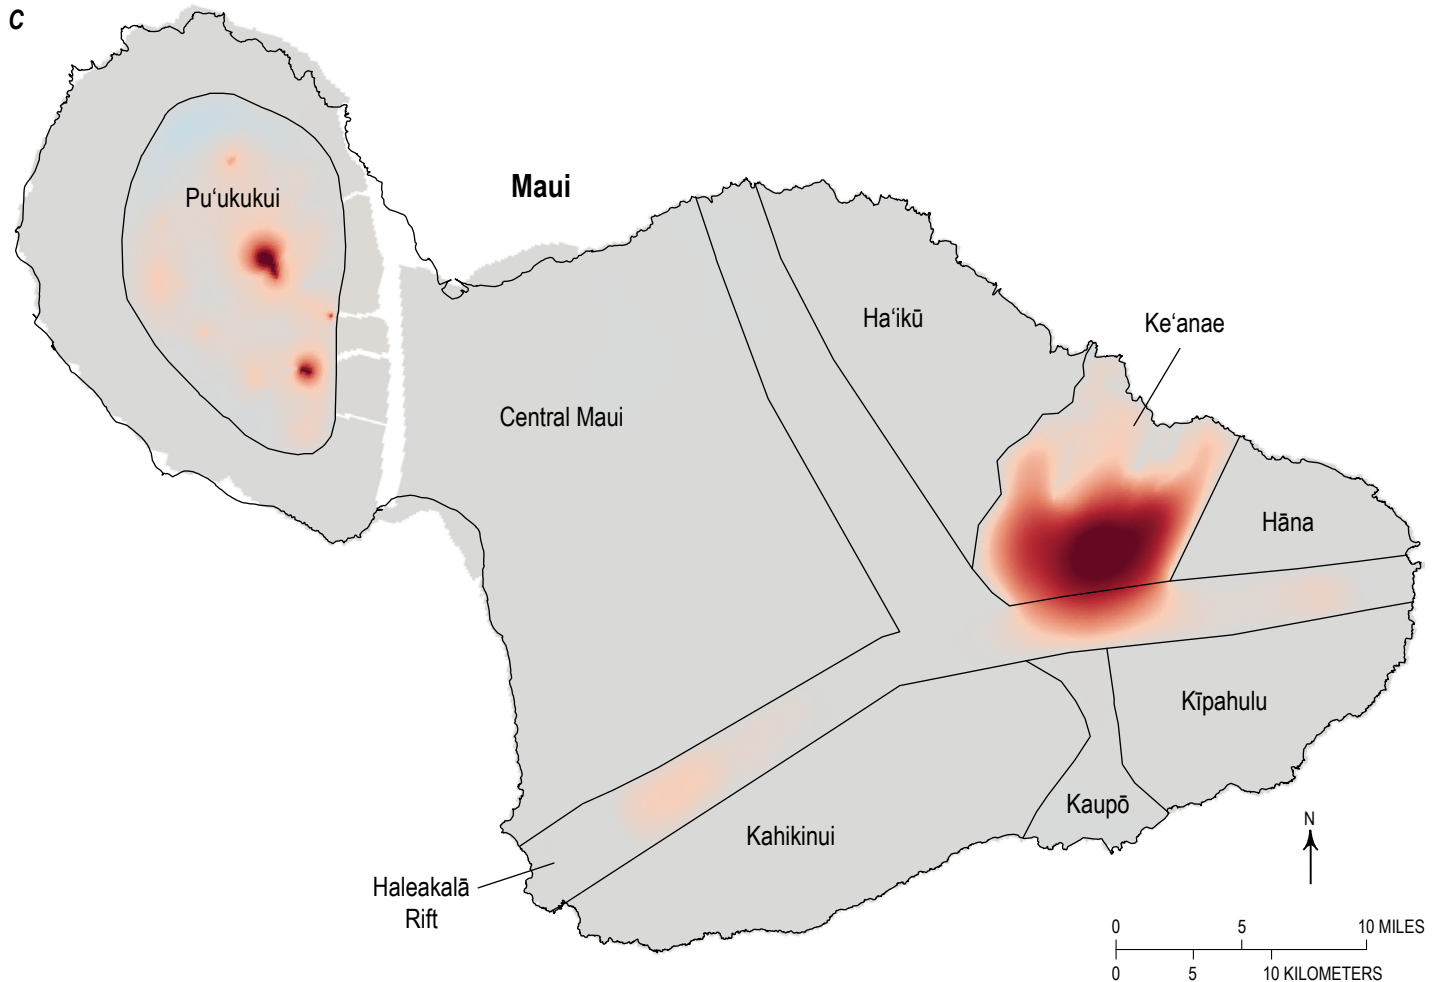 C
Maui
Pu‘ukukui
Ha‘ikū
Ke‘anae
Central Maui
Hāna
Kīpahulu
Kaupō
Kahikinui
Haleakalā
Rift
N
0 5 10 MILES
0 5 10 KILOMETERS